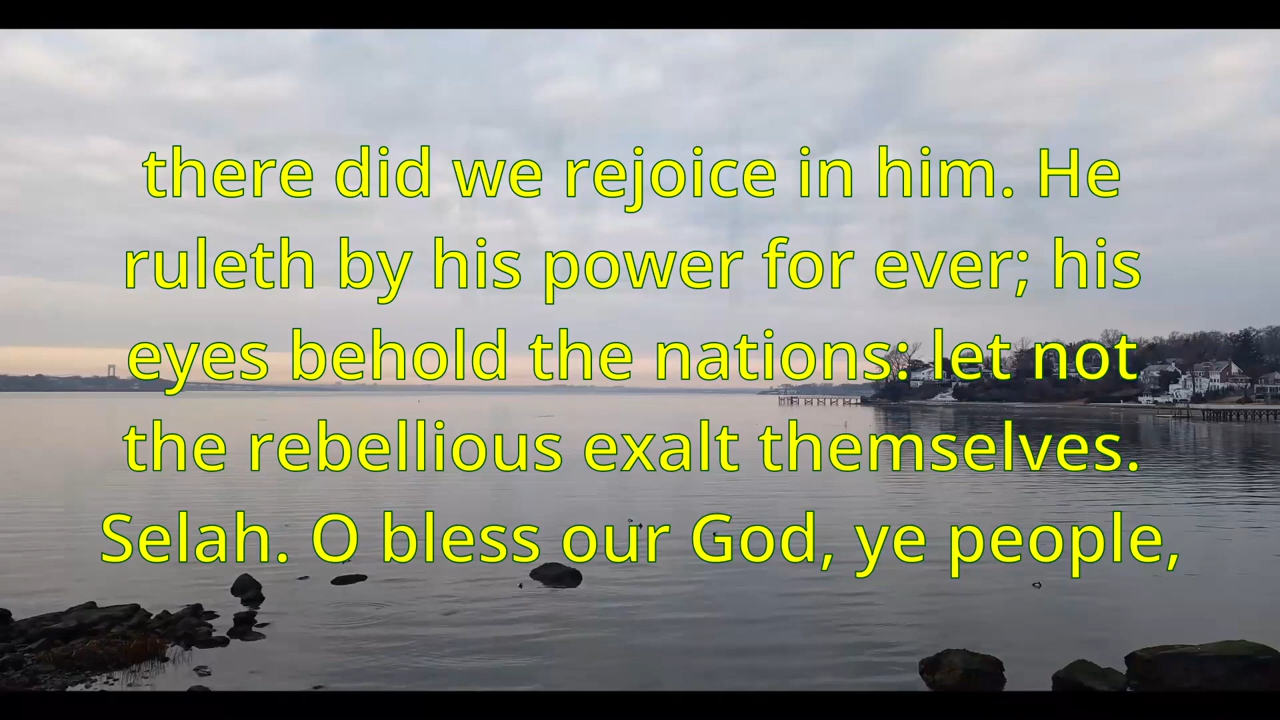 there did we rejoice in him. He
ruleth by his power for ever; his
eyes behold the nations: let not
the rebellious exalt themselves.
Selah. O bless our God, ye people,